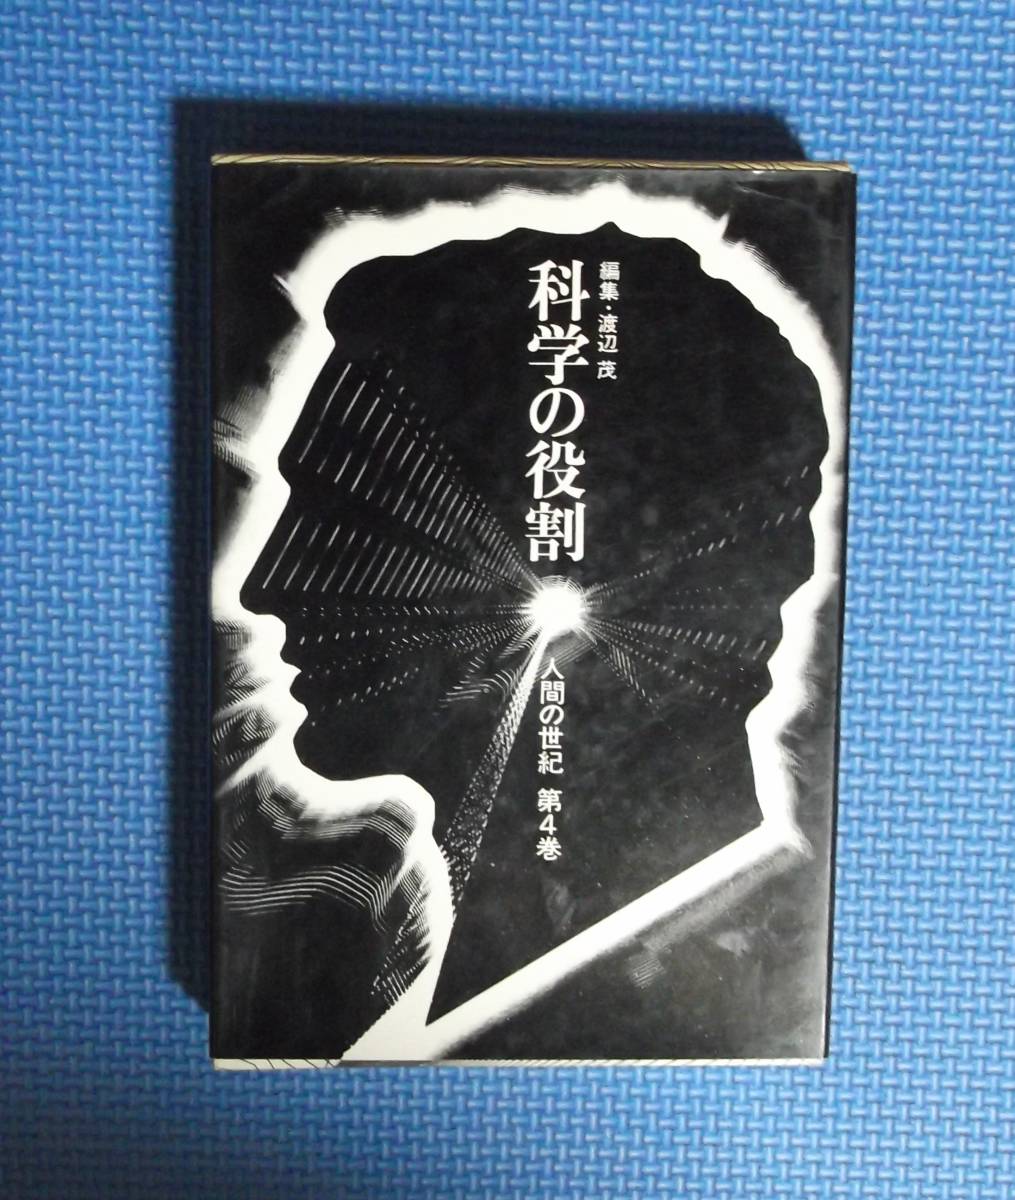 編集・渡辺 茂
科学の役割
人間の世紀 第4巻